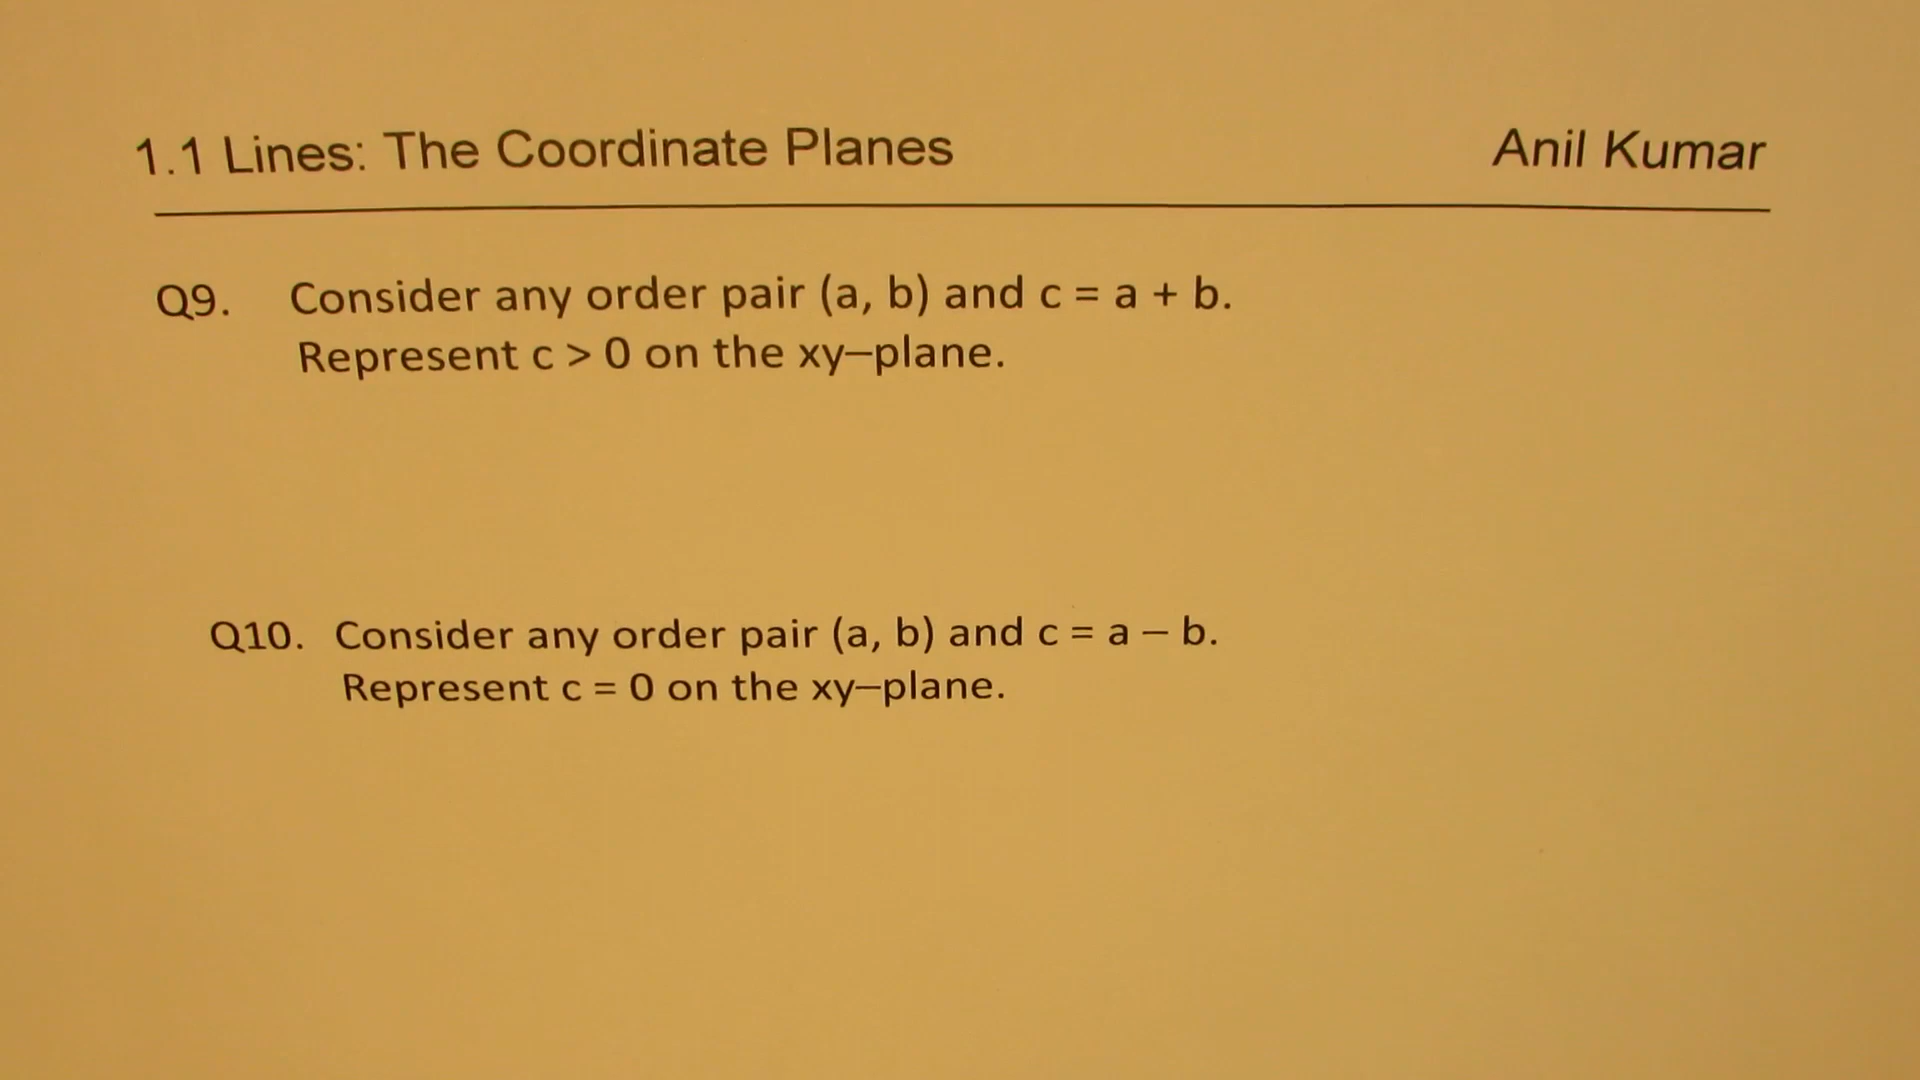 1.1 Lines: The Coordinate Planes
Anil Kumar
Q9. Consider any order pair (a, b) and c = a + b.
Represent c > 0 on the xy–plane.
Q10. Consider any order pair (a, b) and c = a – b.
Represent c = 0 on the xy–plane.